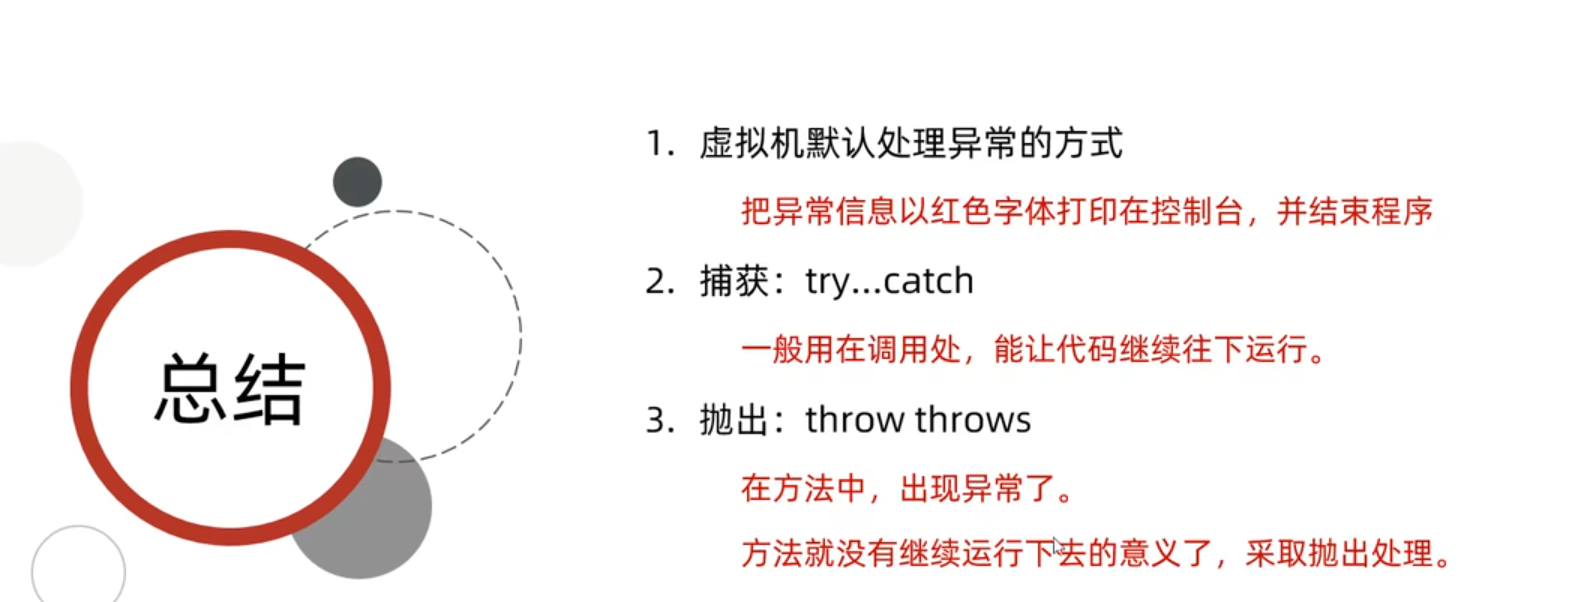 总结
1. 虚拟机默认处理异常的方式
把异常信息以红色字体打印在控制台，并结束程序
2. 捕获：try...catch
一般用在调用处，能让代码继续往下运行。
3. 抛出：throw throws
在方法中，出现异常了。
方法就没有继续运行下去的意义了，采取抛出处理。